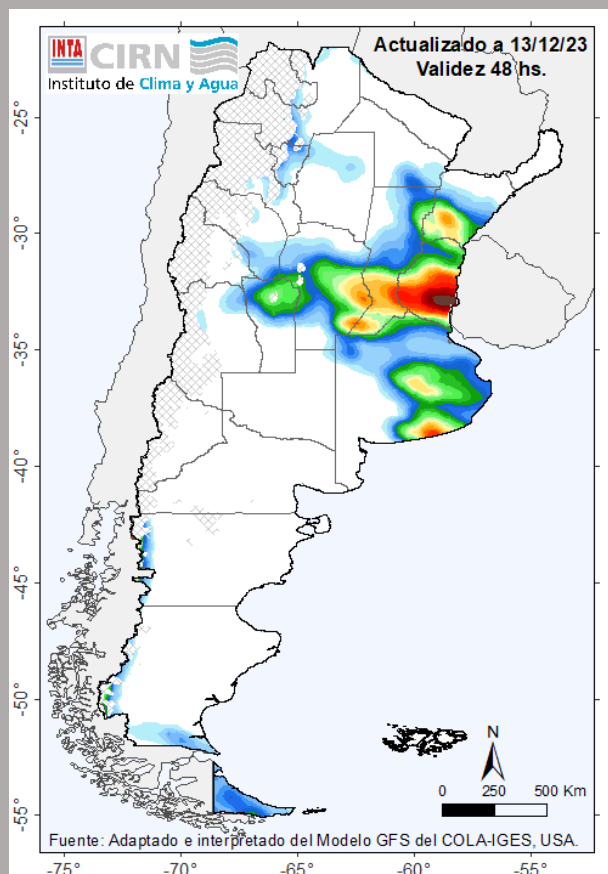 INTA CIRN
Instituto de Clima y Agua
Actualizado a 13/12/23
Validez 48 hs.
-25°
-30°
-35°
-40°
-45°
-50°
-55°
N
0 250 500 Km
Fuente: Adaptado e interpretado del Modelo GFS del COLA-IGES, USA.
-75° -70° -65° -60° -55°